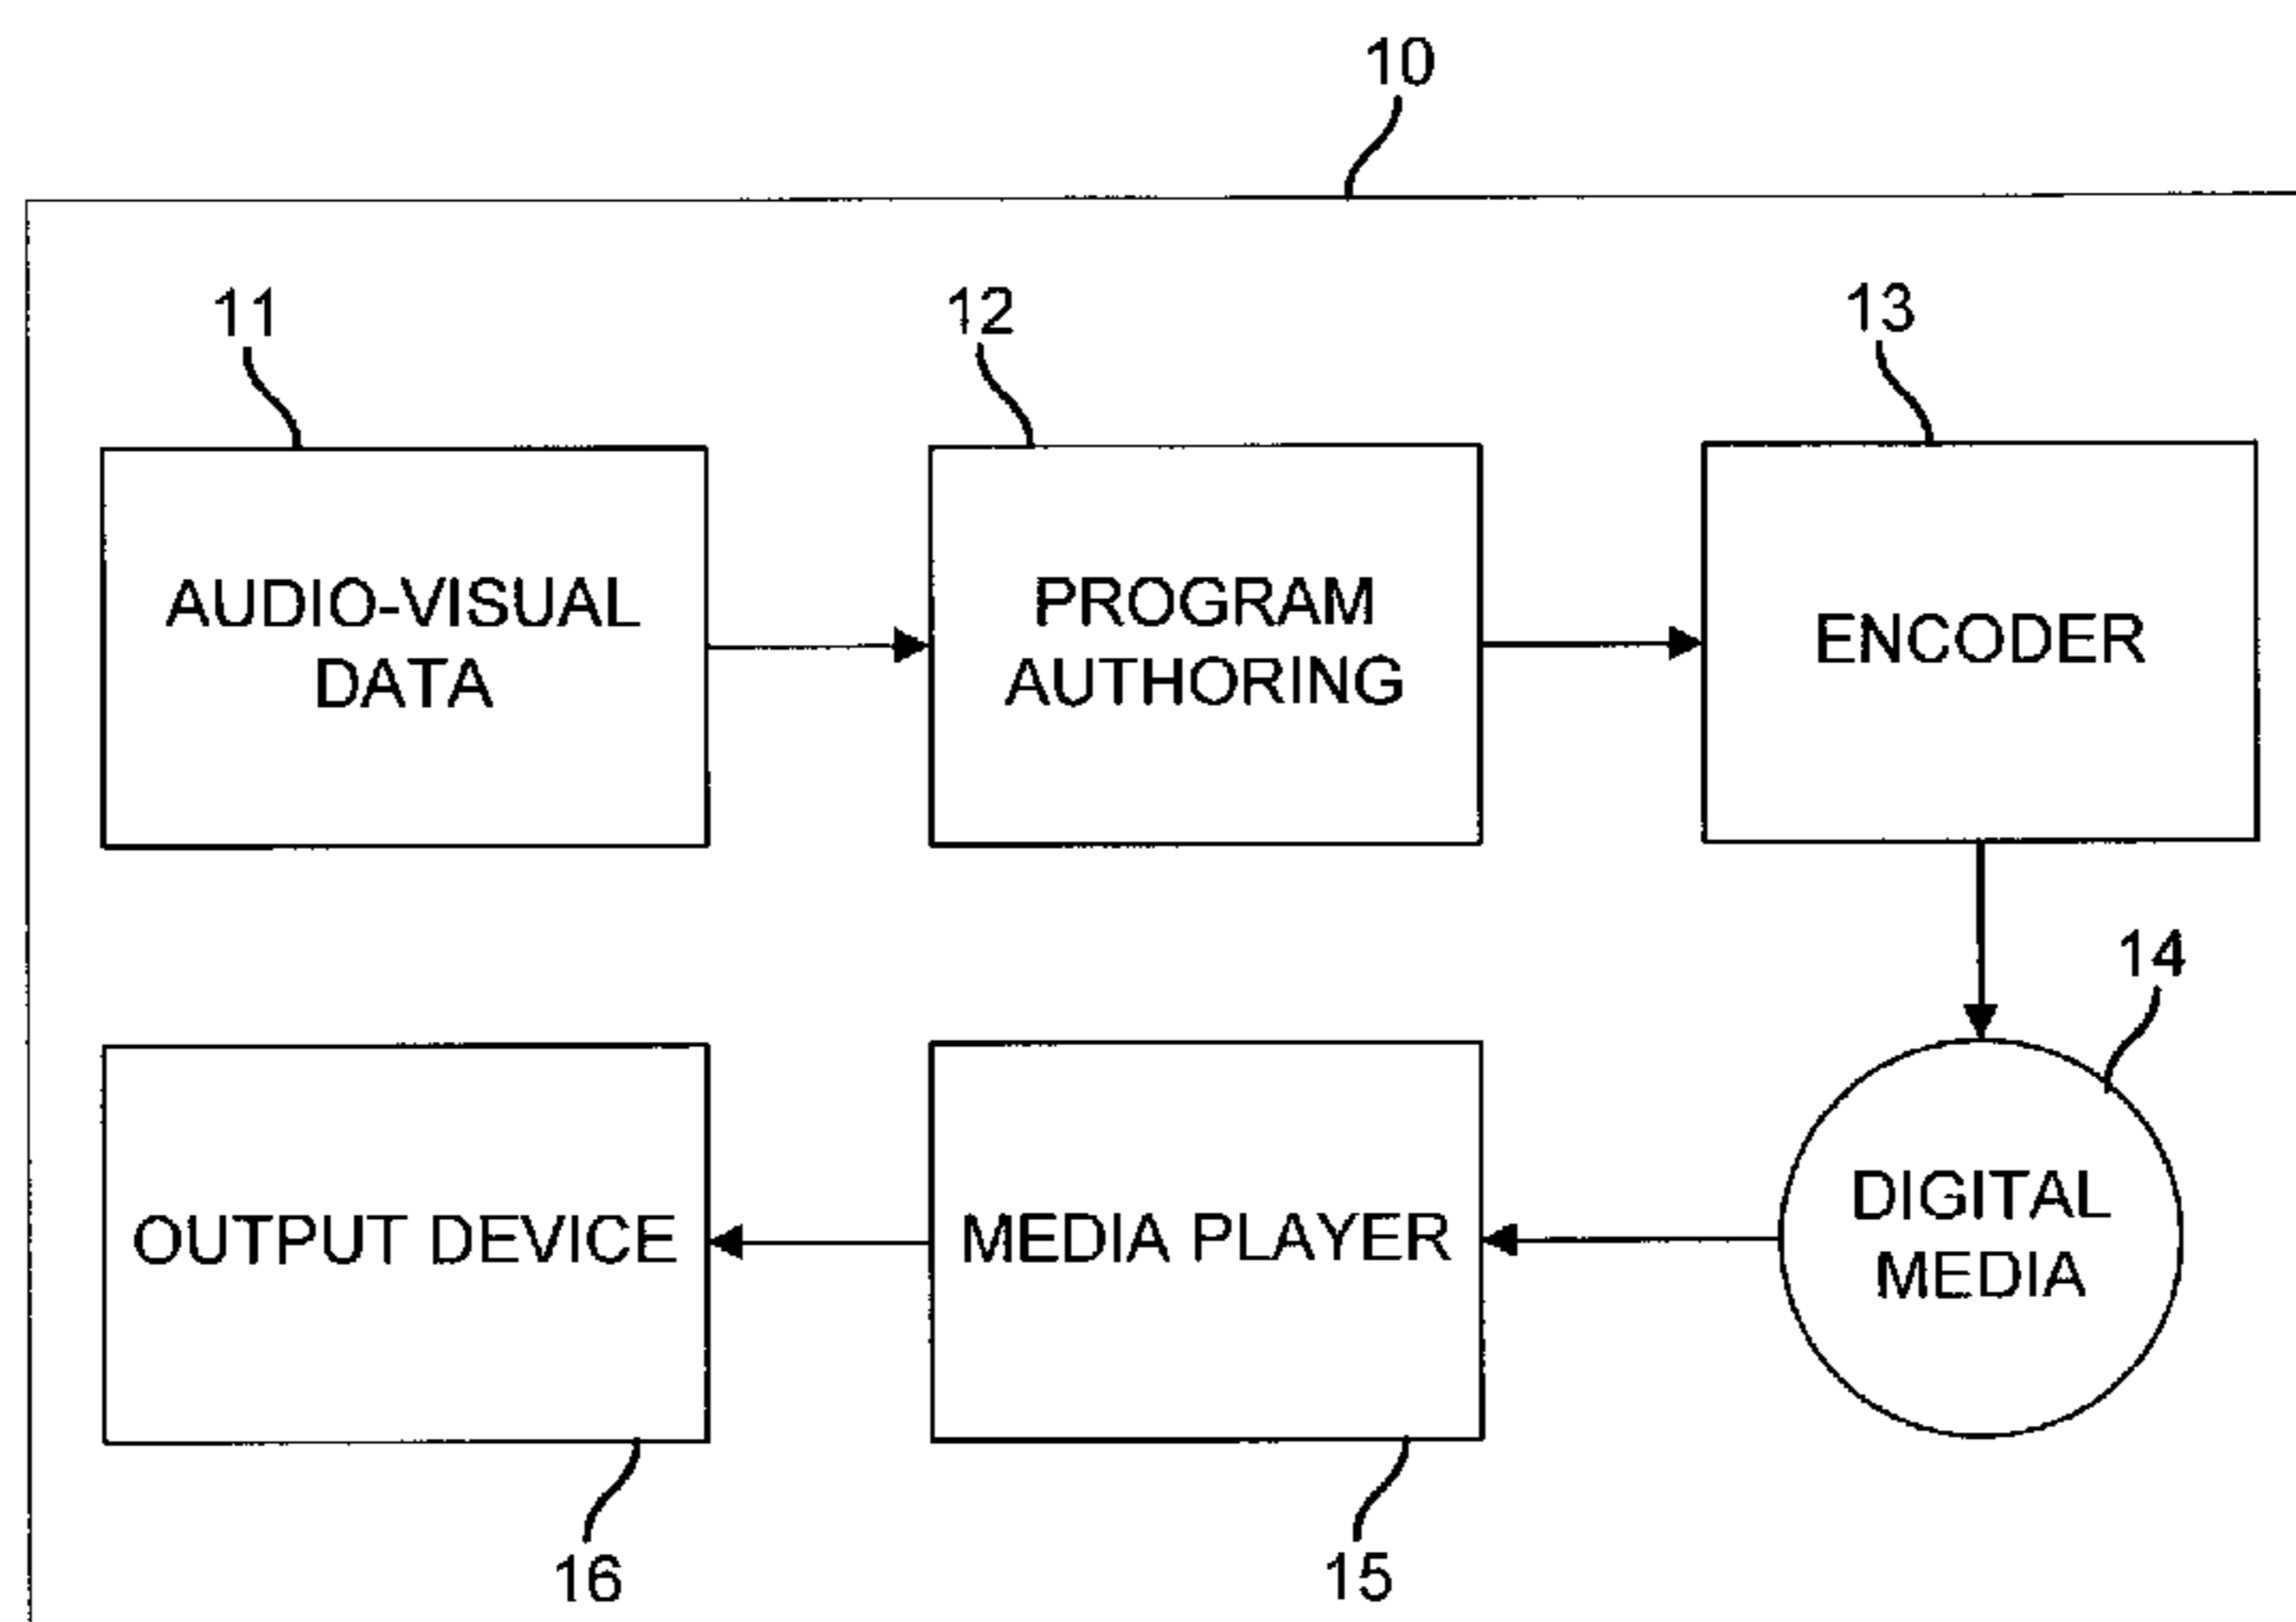 10
11
12
13
AUDIO-VISUAL
DATA
PROGRAM
AUTHORING
ENCODER
14
OUTPUT DEVICE
MEDIA PLAYER
DIGITAL
MEDIA
16
15